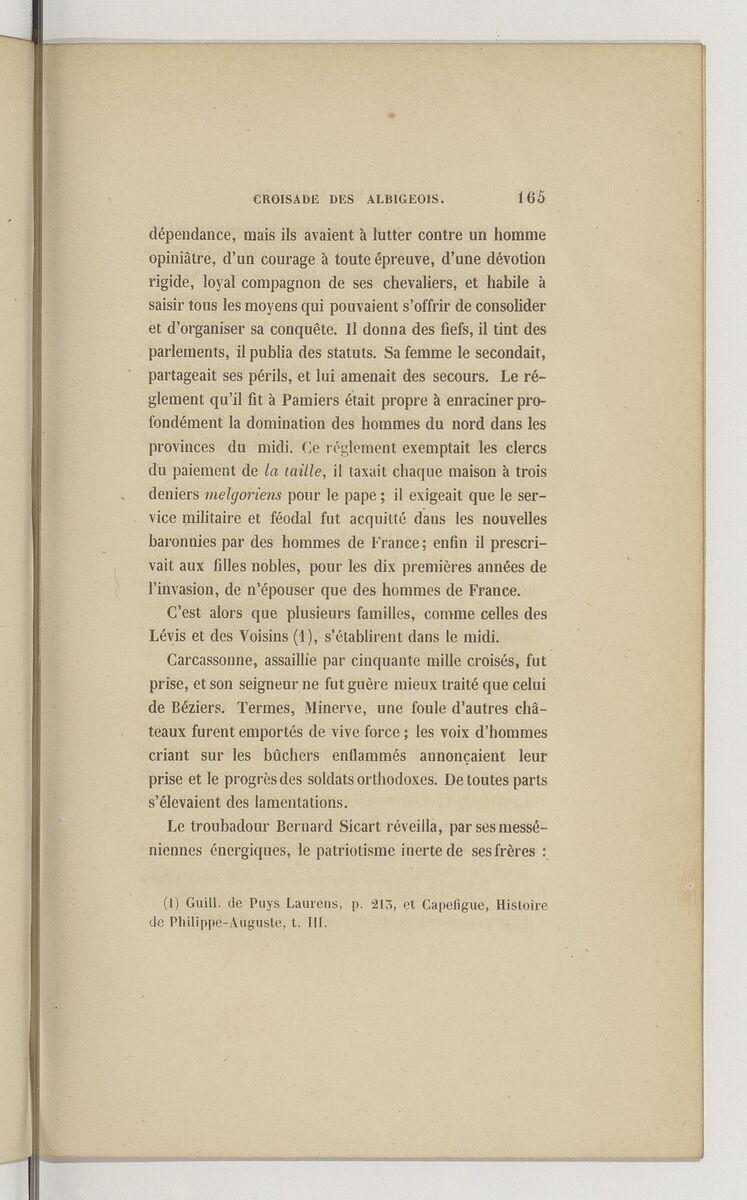 CROISADE DES ALBIGEOIS. 165
dépendance, mais ils avaient à lutter contre un homme
opiniâtre, d'un courage à toute épreuve, d'une dévotion
rigide, loyal compagnon de ses chevaliers, et habile à
saisir tous les moyens qui pouvaient s'offrir de consolider
et d'organiser sa conquête. Il donna des fiefs, il tint des
parlements, il publia des statuts. Sa femme le secondait,
partageait ses périls, et lui amenait des secours. Le ré-
glement qu'il fit à Pamiers était propre à enraciner pro-
fondément la domination des hommes du nord dans les
provinces du midi. Ce réglement exemptait les clercs
du paiement de la taille, il taxait chaque maison à trois
deniers melgoriens pour le pape ; il exigeait que le ser-
vice militaire et féodal fut acquitté dans les nouvelles
baronnies par des hommes de France ; enfin il prescri-
vait aux filles nobles, pour les dix premières années de
l'invasion, de n'épouser que des hommes de France.
C'est alors que plusieurs familles, comme celles des
Lévis et des Voisins (1), s'établirent dans le midi.
Carcassonne, assaillie par cinquante mille croisés, fut
prise, et son seigneur ne fut guère mieux traité que celui
de Béziers. Termes, Minerve, une foule d'autres châ-
teaux furent emportés de vive force ; les voix d'hommes
criant sur les bûchers enflammés annonçaient leur
prise et le progrès des soldats orthodoxes. De toutes parts
s'élevaient des lamentations.
Le troubadour Bernard Sicart réveilla, par ses messé-
niennes énergiques, le patriotisme inerte de ses frères :
(1) Guill. de Puys Laurens, p. 213, et Capefigue, Histoire
de Philippe-Auguste, t. III.